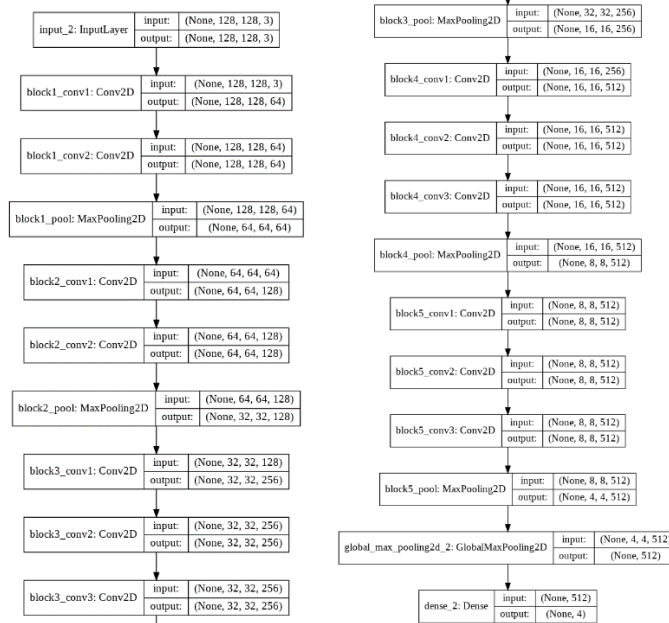 input_2: InputLayer
input: (None, 128, 128, 3)
output: (None, 128, 128, 3)
block1_conv1: Conv2D
input: (None, 128, 128, 3)
output: (None, 128, 128, 64)
block1_conv2: Conv2D
input: (None, 128, 128, 64)
output: (None, 128, 128, 64)
block1_pool: MaxPooling2D
input: (None, 128, 128, 64)
output: (None, 64, 64, 64)
block2_conv1: Conv2D
input: (None, 64, 64, 64)
output: (None, 64, 64, 128)
block2_conv2: Conv2D
input: (None, 64, 64, 128)
output: (None, 64, 64, 128)
block2_pool: MaxPooling2D
input: (None, 64, 64, 128)
output: (None, 32, 32, 128)
block3_conv1: Conv2D
input: (None, 32, 32, 128)
output: (None, 32, 32, 256)
block3_conv2: Conv2D
input: (None, 32, 32, 256)
output: (None, 32, 32, 256)
block3_conv3: Conv2D
input: (None, 32, 32, 256)
output: (None, 32, 32, 256)
block3_pool: MaxPooling2D
input: (None, 32, 32, 256)
output: (None, 16, 16, 256)
block4_conv1: Conv2D
input: (None, 16, 16, 256)
output: (None, 16, 16, 512)
block4_conv2: Conv2D
input: (None, 16, 16, 512)
output: (None, 16, 16, 512)
block4_conv3: Conv2D
input: (None, 16, 16, 512)
output: (None, 16, 16, 512)
block4_pool: MaxPooling2D
input: (None, 16, 16, 512)
output: (None, 8, 8, 512)
block5_conv1: Conv2D
input: (None, 8, 8, 512)
output: (None, 8, 8, 512)
block5_conv2: Conv2D
input: (None, 8, 8, 512)
output: (None, 8, 8, 512)
block5_conv3: Conv2D
input: (None, 8, 8, 512)
output: (None, 8, 8, 512)
block5_pool: MaxPooling2D
input: (None, 8, 8, 512)
output: (None, 4, 4, 512)
global_max_pooling2d_2: GlobalMaxPooling2D
input: (None, 4, 4, 512)
output: (None, 512)
dense_2: Dense
input: (None, 512)
output: (None, 4)